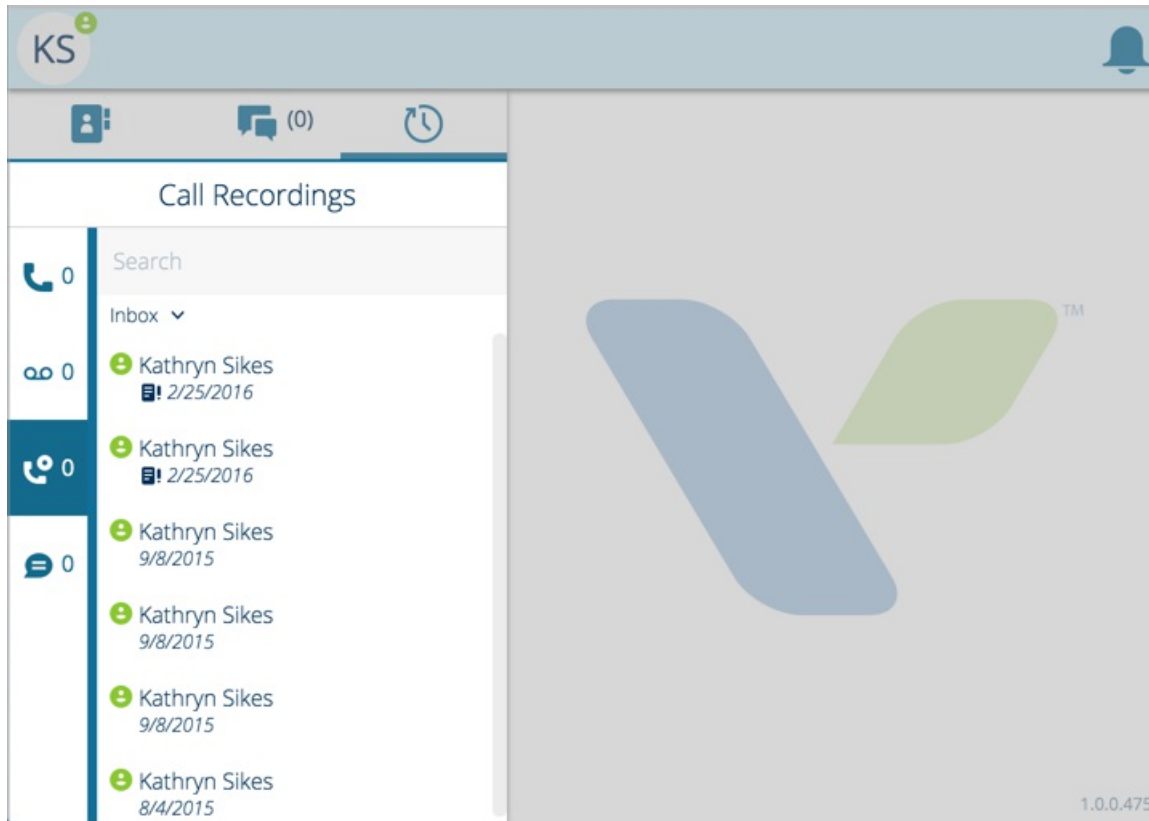 KS
(0)
Call Recordings
0
Search
Inbox
0
Kathryn Sikes
2/25/2016
Kathryn Sikes
2/25/2016
0
Kathryn Sikes
9/8/2015
0
Kathryn Sikes
9/8/2015
Kathryn Sikes
9/8/2015
Kathryn Sikes
8/4/2015
TM
1.0.0.475